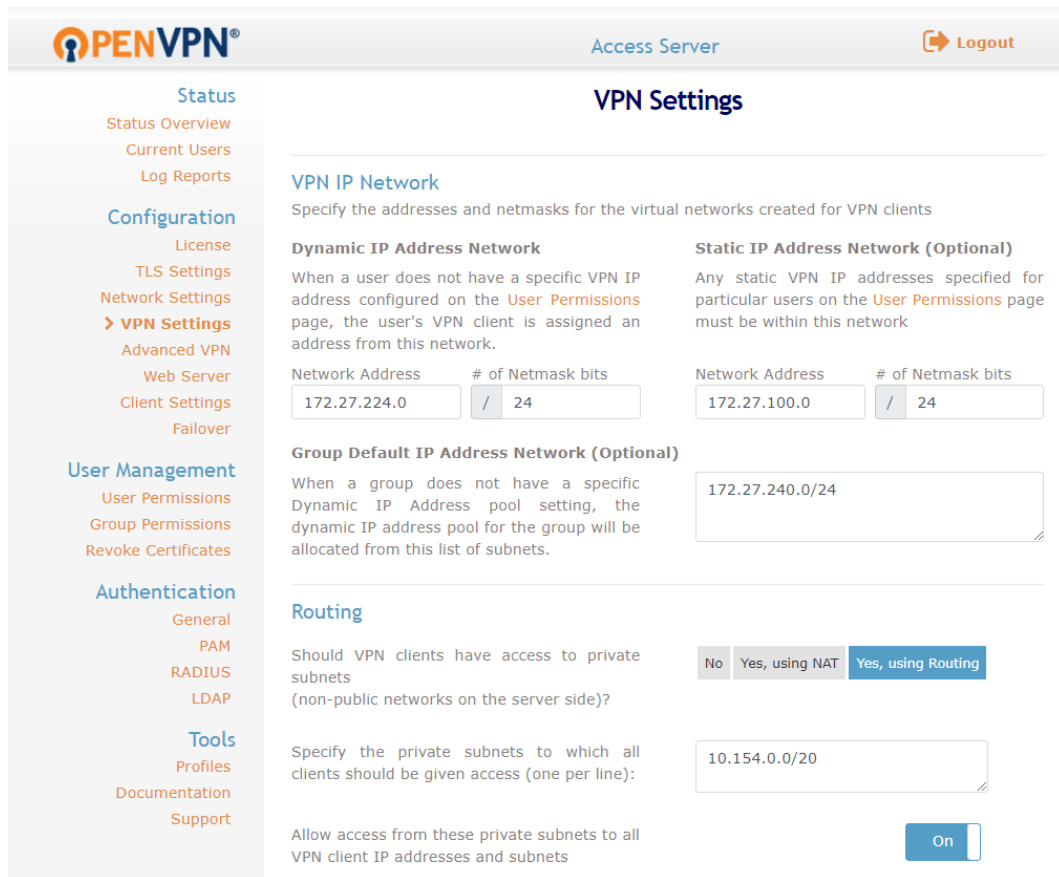 OPENVPN®
Access Server
Logout
Status
Status Overview
Current Users
Log Reports
Configuration
License
TLS Settings
Network Settings
VPN Settings
Advanced VPN
Web Server
Client Settings
Failover
User Management
User Permissions
Group Permissions
Revoke Certificates
Authentication
General
PAM
RADIUS
LDAP
Tools
Profiles
Documentation
Support
VPN Settings
VPN IP Network
Specify the addresses and netmasks for the virtual networks created for VPN clients
Dynamic IP Address Network
When a user does not have a specific VPN IP
address configured on the User Permissions
page, the user's VPN client is assigned an
address from this network.
Network Address # of Netmask bits
172.27.224.0 / 24
Static IP Address Network (Optional)
Any static VPN IP addresses specified for
particular users on the User Permissions page
must be within this network
Network Address # of Netmask bits
172.27.100.0 / 24
Group Default IP Address Network (Optional)
When a group does not have a specific
Dynamic IP Address pool setting, the
dynamic IP address pool for the group will be
allocated from this list of subnets.
172.27.240.0/24
Routing
Should VPN clients have access to private
subnets
(non-public networks on the server side)?
No Yes, using NAT Yes, using Routing
Specify the private subnets to which all
clients should be given access (one per line):
10.154.0.0/20
Allow access from these private subnets to all
VPN client IP addresses and subnets
On